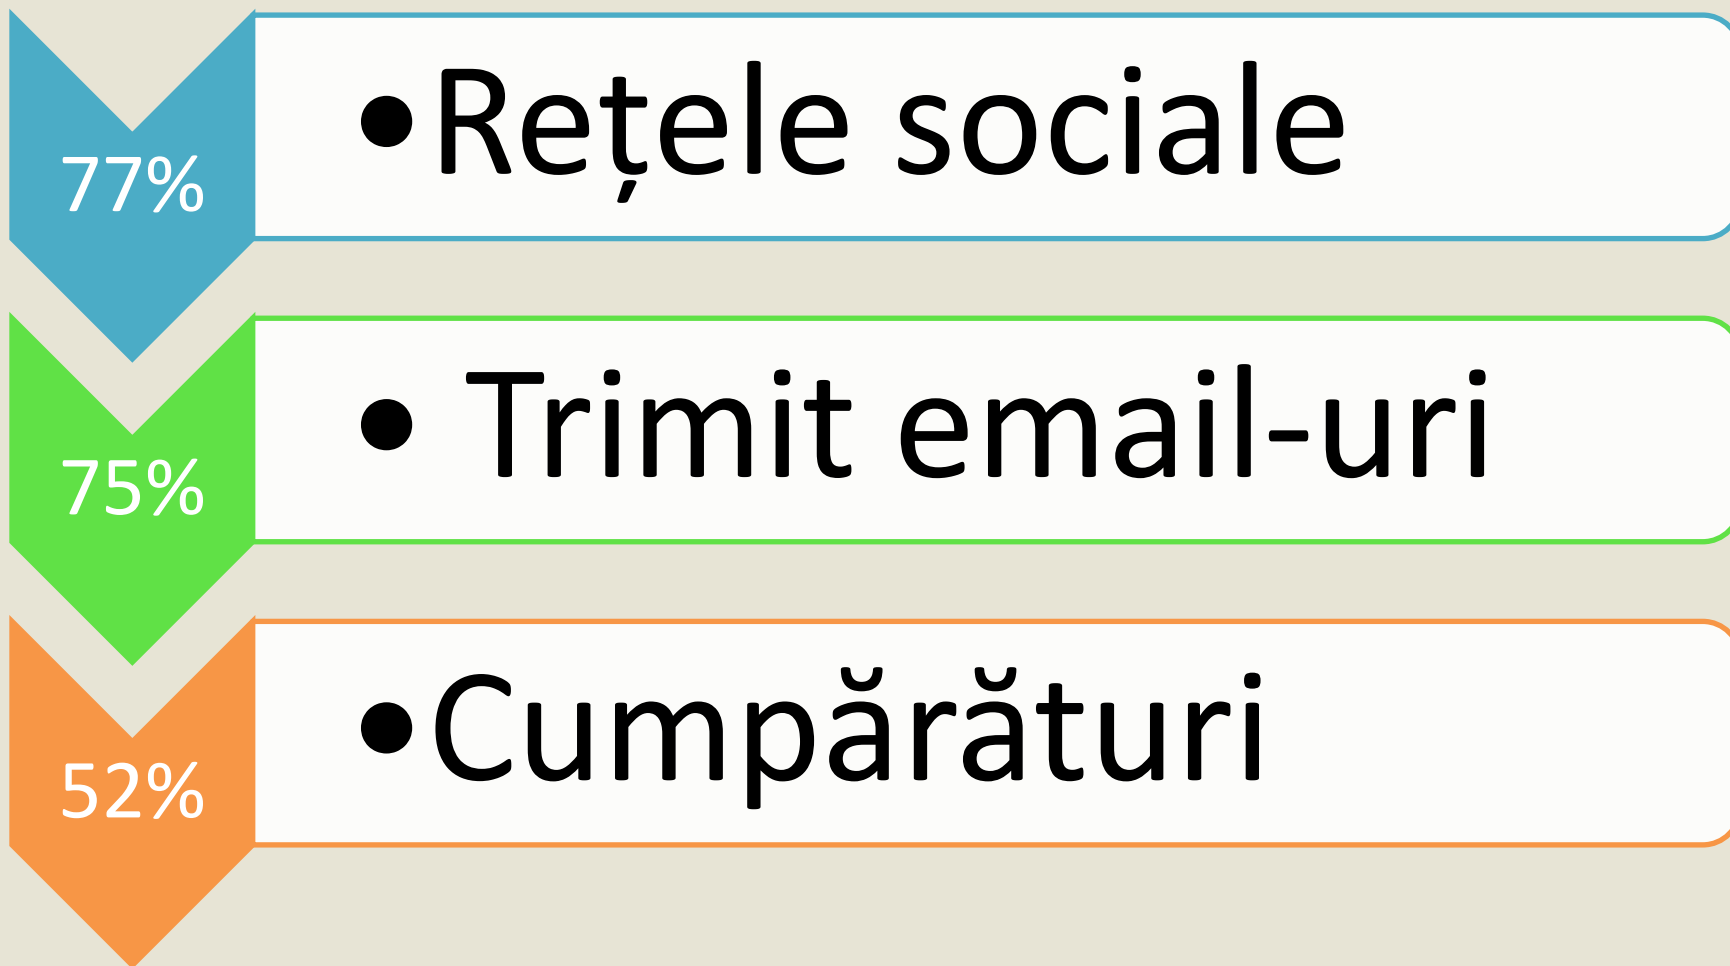 77%
•Rețele sociale
75%
• Trimit email-uri
52%
•Cumpărături